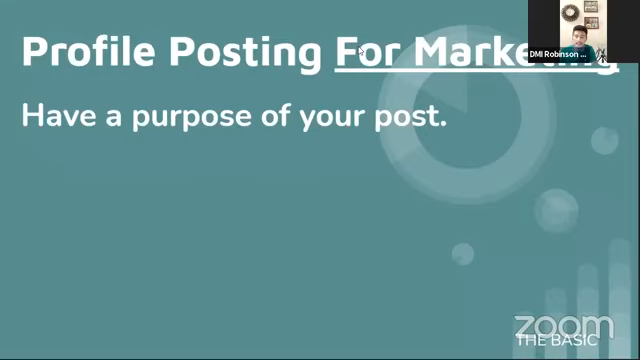 Profile Posting For Marketing
DMI Robinson ...
Have a purpose of your post.
zoom
THE BASIC